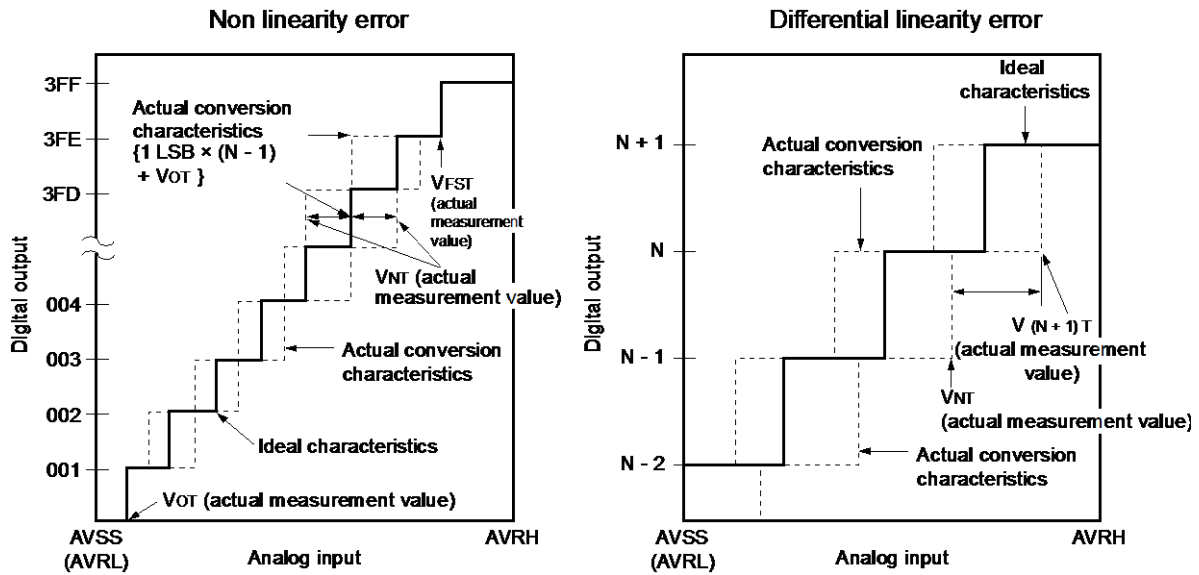 Non linearity error
3FF
3FE
3FD
004
003
002
001
Digital output
Actual conversion
characteristics
{1 LSB × (N - 1)
+ VOT }
VFST
(actual
measurement
value)
VNT (actual
measurement value)
Actual conversion
characteristics
Ideal characteristics
VOT (actual measurement value)
AVSS
(AVRL)
Analog input
AVRH
Differential linearity error
N + 1
N
N - 1
N - 2
Digital output
Ideal
characteristics
Actual conversion
characteristics
V (N + 1) T
(actual measurement
value)
VNT
(actual measurement value)
Actual conversion
characteristics
AVSS
(AVRL)
Analog input
AVRH